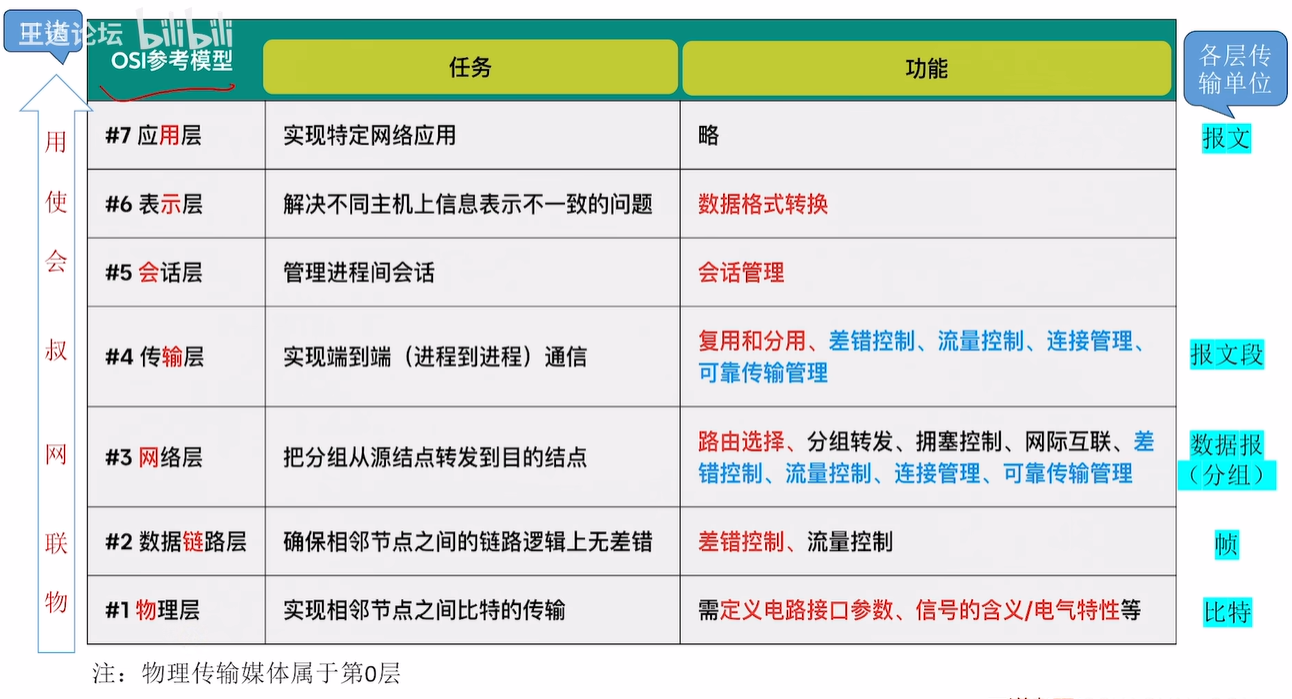 王道论坛 bilibili
OSI参考模型
任务
功能
各层传
输单位
#7 应用层
实现特定网络应用
略
报文
#6 表示层
解决不同主机上信息表示不一致的问题
数据格式转换
#5 会话层
管理进程间会话
会话管理
#4 传输层
实现端到端（进程到进程）通信
复用和分用、差错控制、流量控制、连接管理、
可靠传输管理
报文段
#3 网络层
把分组从源结点转发到目的结点
路由选择、分组转发、拥塞控制、网际互联、差
错控制、流量控制、连接管理、可靠传输管理
数据报
（分组）
#2 数据链路层
确保相邻节点之间的链路逻辑上无差错
差错控制、流量控制
帧
#1 物理层
实现相邻节点之间比特的传输
需定义电路接口参数、信号的含义/电气特性等
比特
用
使
会
叔
网
联
物
注：物理传输媒体属于第0层